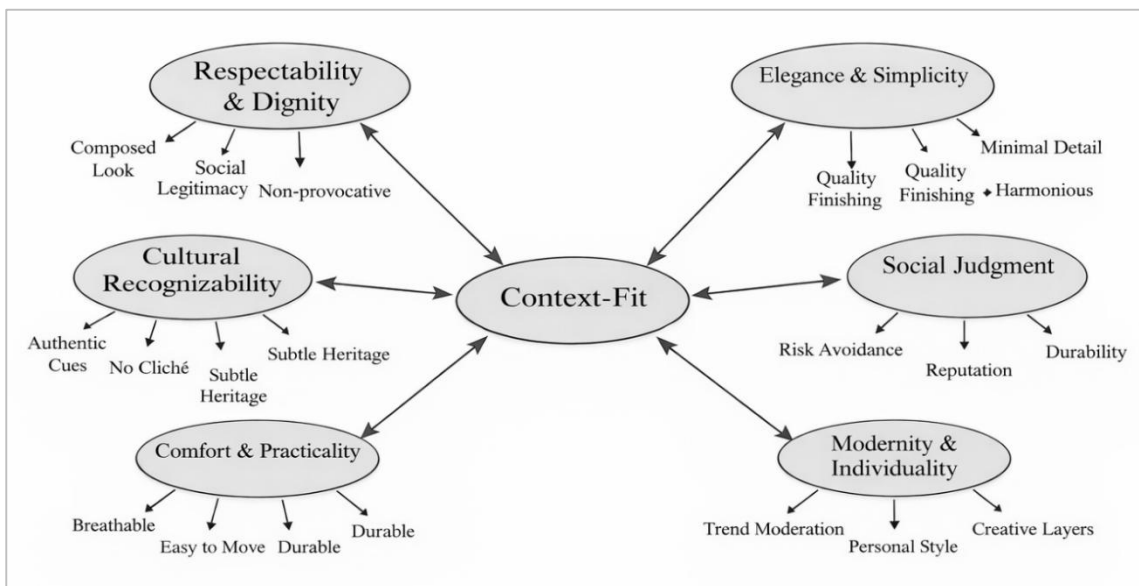 Respectability
& Dignity
Composed
Look
Social
Legitimacy
Non-provocative
Elegance & Simplicity
Quality
Finishing
Quality
Finishing
Minimal Detail
Harmonious
Cultural
Recognizability
Authentic
Cues
No Cliché
Subtle
Heritage
Subtle Heritage
Context-Fit
Social Judgment
Risk Avoidance
Reputation
Durability
Comfort & Practicality
Breathable
Easy to Move
Durable
Durable
Modernity &
Individuality
Trend Moderation
Personal Style
Creative Layers